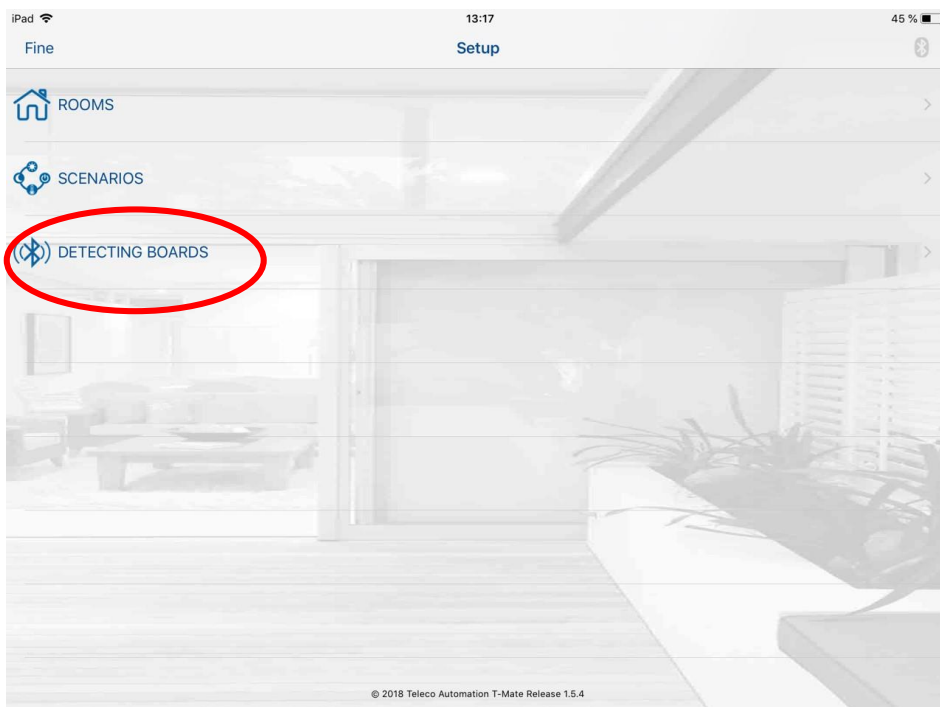 iPad 13:17 45 %
Fine Setup
ROOMS
SCENARIOS
DETECTING BOARDS
© 2018 Teleco Automation T-Mate Release 1.5.4